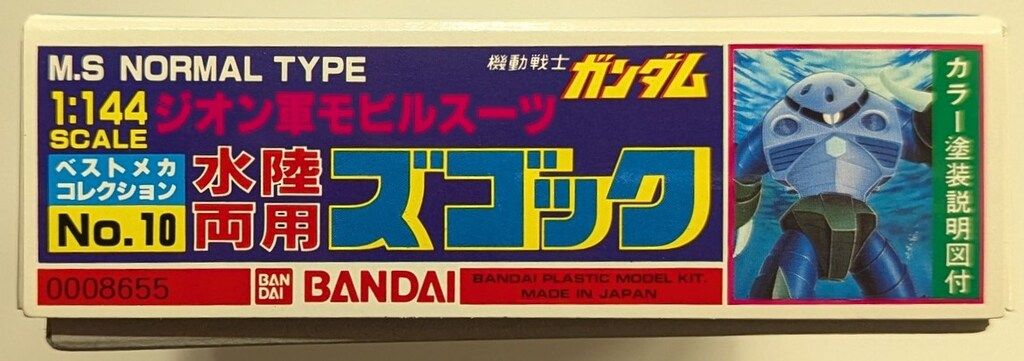 M.S NORMAL TYPE
機動戦士 ガンダム
1:144
SCALE
ジオン軍モビルスーツ
ベストメカ
コレクション
No.10
水陸
両用
ズゴック
0008655
BAN
DAI
BANDAI
BANDAI PLASTIC MODEL KIT.
MADE IN JAPAN
カラー塗装説明図付